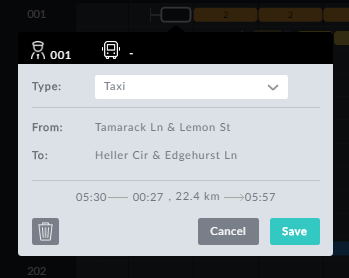 001
2 2
001 -
Type: Taxi
From: Tamarack Ln & Lemon St
To: Heller Cir & Edgehurst Ln
05:30 00:27 , 22.4 km 05:57
Cancel Save
202